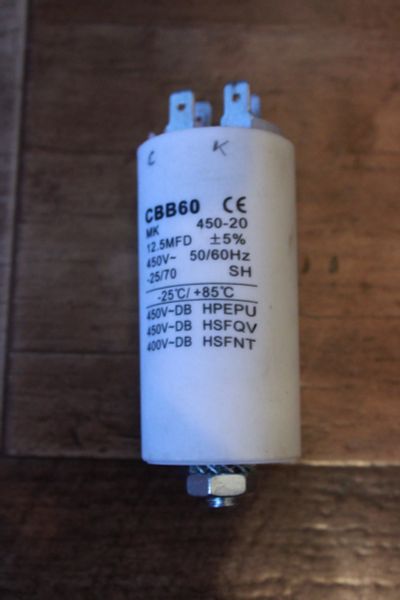 C K
CBB60 CE
MK 450-20
12.5MFD ±5%
450V~ 50/60Hz
-25/70 SH
-25℃/+85℃
450V~DB HPEPU
450V~DB HSFQV
400V~DB HSFNT